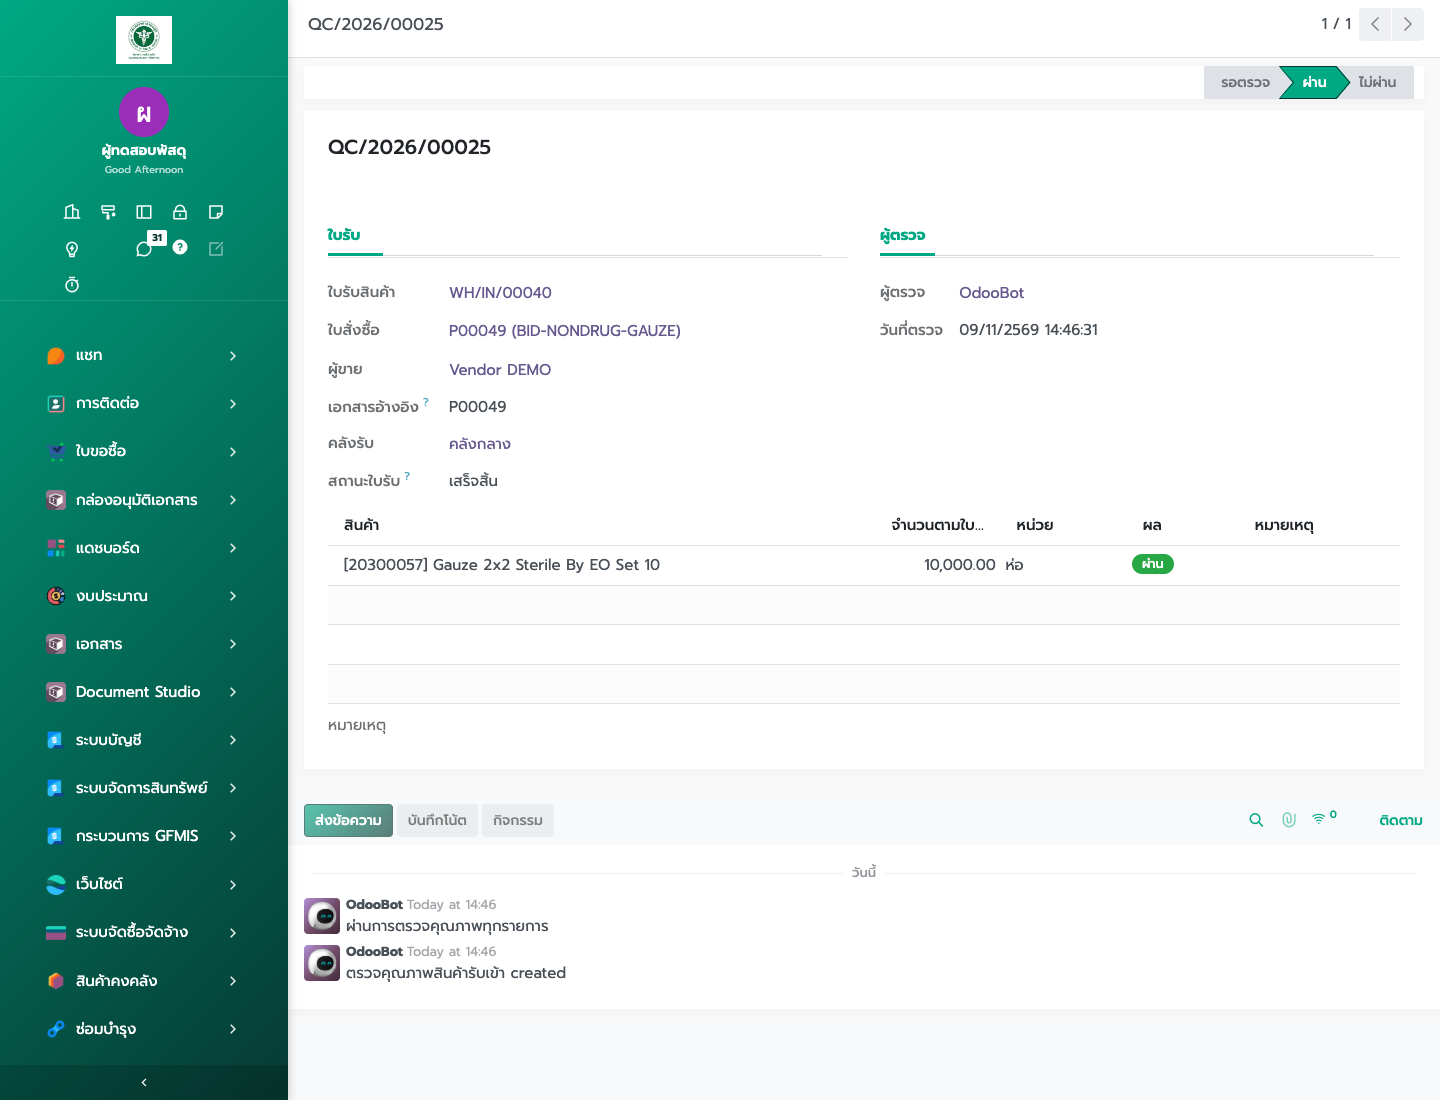 QC/2026/00025
1 / 1
ผ
ผู้ทดสอบพัสดุ
Good Afternoon
31
?
แชท
การติดต่อ
ใบขอซื้อ
กล่องอนุมัติเอกสาร
แดชบอร์ด
งบประมาณ
เอกสาร
Document Studio
ระบบบัญชี
ระบบจัดการสินทรัพย์
กระบวนการ GFMIS
เว็บไซต์
ระบบจัดซื้อจัดจ้าง
สินค้าคงคลัง
ซ่อมบำรุง
รอตรวจ
ผ่าน
ไม่ผ่าน
QC/2026/00025
ใบรับ
ใบรับสินค้า WH/IN/00040
ใบสั่งซื้อ P00049 (BID-NONDRUG-GAUZE)
ผู้ขาย Vendor DEMO
เอกสารอ้างอิง ? P00049
คลังรับ คลังกลาง
สถานะใบรับ ? เสร็จสิ้น
ผู้ตรวจ
ผู้ตรวจ OdooBot
วันที่ตรวจ 09/11/2569 14:46:31
สินค้า จำนวนตามใบ... หน่วย ผล หมายเหตุ
[20300057] Gauze 2x2 Sterile By EO Set 10 10,000.00 ห่อ ผ่าน
หมายเหตุ
ส่งข้อความ บันทึกโน้ต กิจกรรม 0 ติดตาม
วันนี้
OdooBot Today at 14:46
ผ่านการตรวจคุณภาพทุกรายการ
OdooBot Today at 14:46
ตรวจคุณภาพสินค้ารับเข้า created